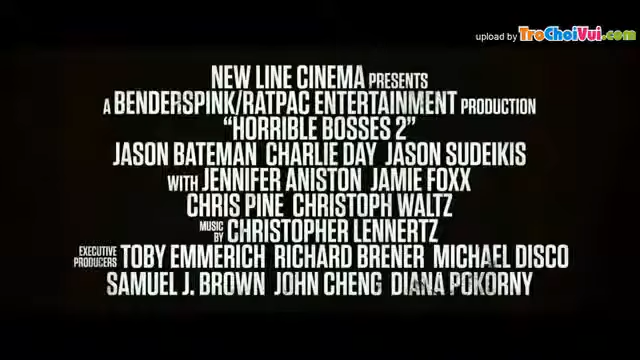 upload by TroChoiVui.com
NEW LINE CINEMA PRESENTS
A BENDERSPINK/RATPAC ENTERTAINMENT PRODUCTION
“HORRIBLE BOSSES 2”
JASON BATEMAN CHARLIE DAY JASON SUDEIKIS
WITH JENNIFER ANISTON JAMIE FOXX
CHRIS PINE CHRISTOPH WALTZ
MUSIC BY CHRISTOPHER LENNERTZ
EXECUTIVE PRODUCERS TOBY EMMERICH RICHARD BRENER MICHAEL DISCO
SAMUEL J. BROWN JOHN CHENG DIANA POKORNY